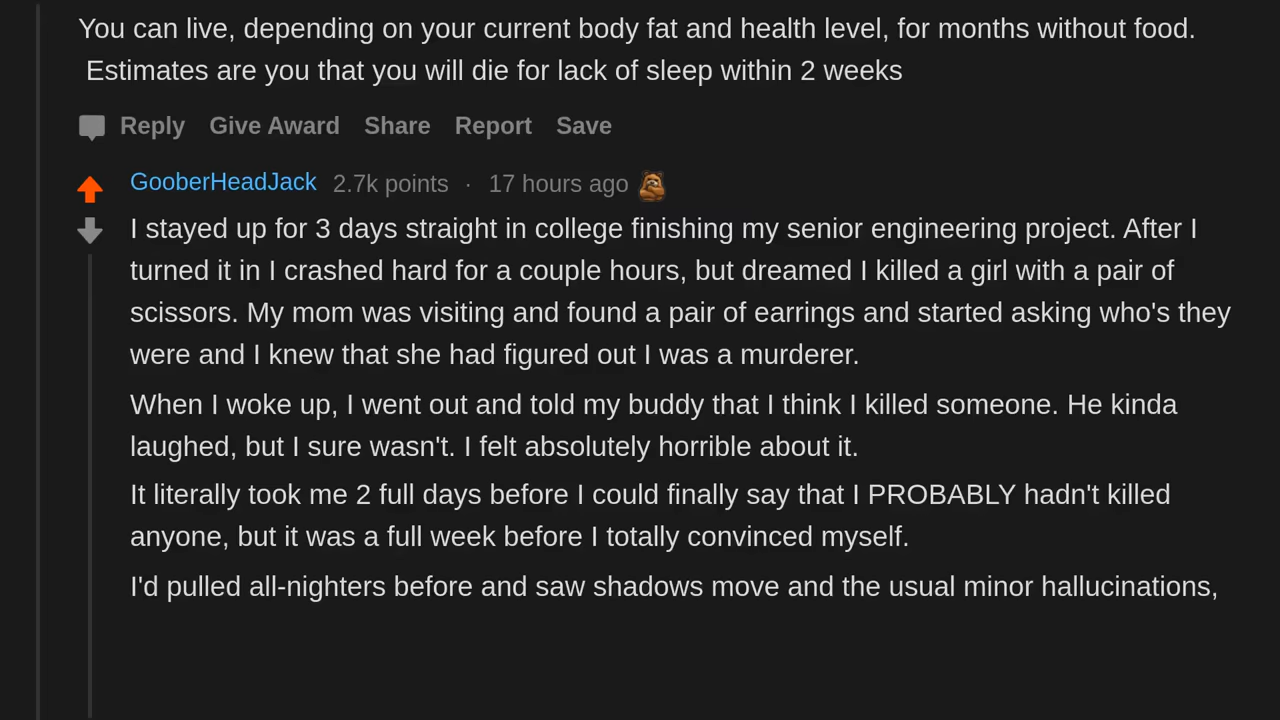 You can live, depending on your current body fat and health level, for months without food.
Estimates are you that you will die for lack of sleep within 2 weeks
Reply Give Award Share Report Save
GooberHeadJack 2.7k points · 17 hours ago
I stayed up for 3 days straight in college finishing my senior engineering project. After I
turned it in I crashed hard for a couple hours, but dreamed I killed a girl with a pair of
scissors. My mom was visiting and found a pair of earrings and started asking who's they
were and I knew that she had figured out I was a murderer.
When I woke up, I went out and told my buddy that I think I killed someone. He kinda
laughed, but I sure wasn't. I felt absolutely horrible about it.
It literally took me 2 full days before I could finally say that I PROBABLY hadn't killed
anyone, but it was a full week before I totally convinced myself.
I'd pulled all-nighters before and saw shadows move and the usual minor hallucinations,